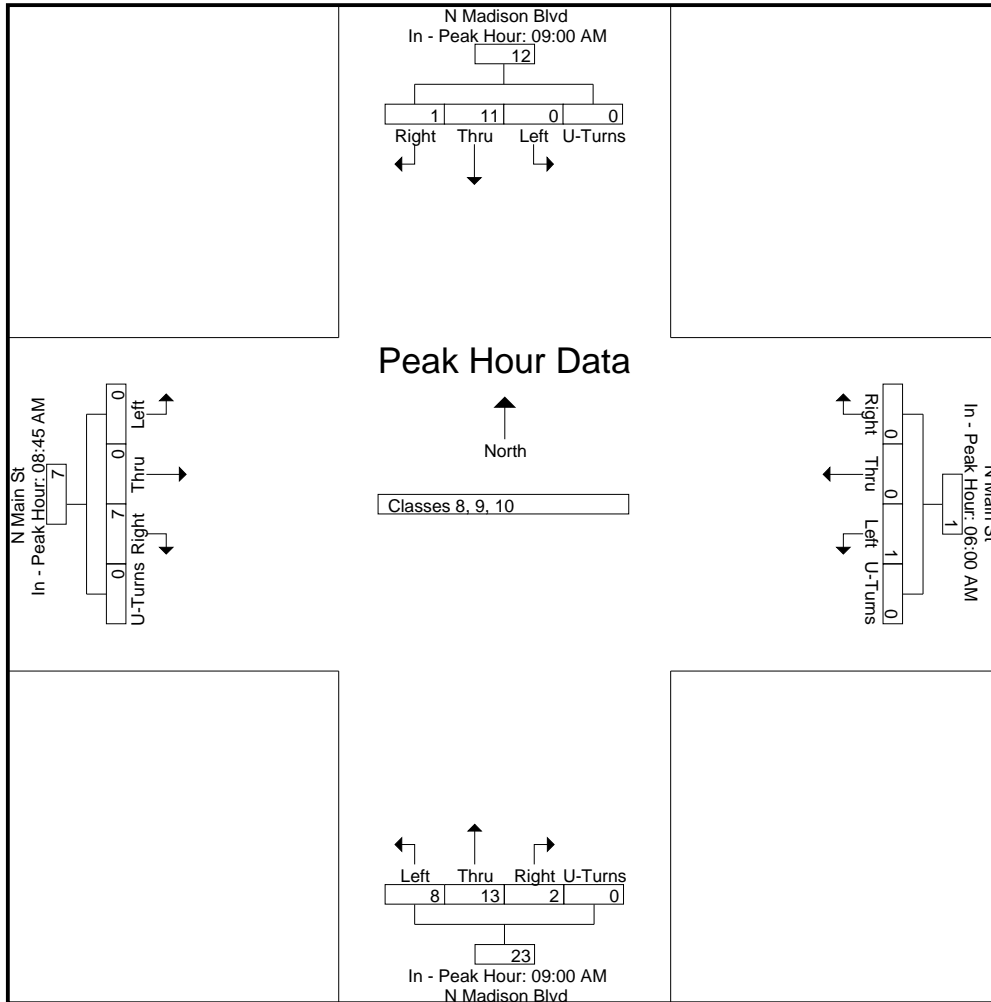 N Madison Blvd
In - Peak Hour: 09:00 AM
12
1 11 0 0
Right Thru Left U-Turns
Peak Hour Data
North
Classes 8, 9, 10
N Main St
In - Peak Hour: 08:45 AM
7
0 0 7 0
Left Thru Right U-Turns
N Main St
In - Peak Hour: 06:00 AM
1
0 0 1 0
Right Thru Left U-Turns
Left Thru Right U-Turns
8 13 2 0
23
In - Peak Hour: 09:00 AM
N Madison Blvd